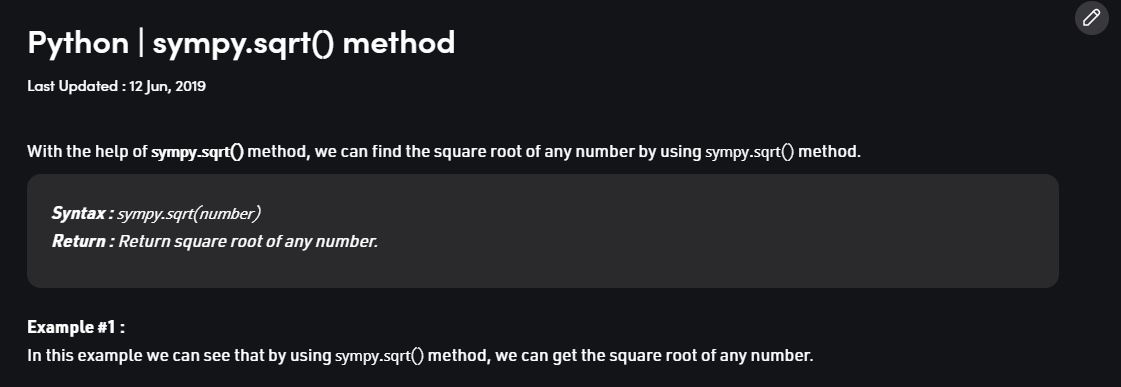 Python | sympy.sqrt() method
Last Updated : 12 Jun, 2019
With the help of sympy.sqrt() method, we can find the square root of any number by using sympy.sqrt() method.
Syntax : sympy.sqrt(number)
Return : Return square root of any number.
Example #1 :
In this example we can see that by using sympy.sqrt() method, we can get the square root of any number.